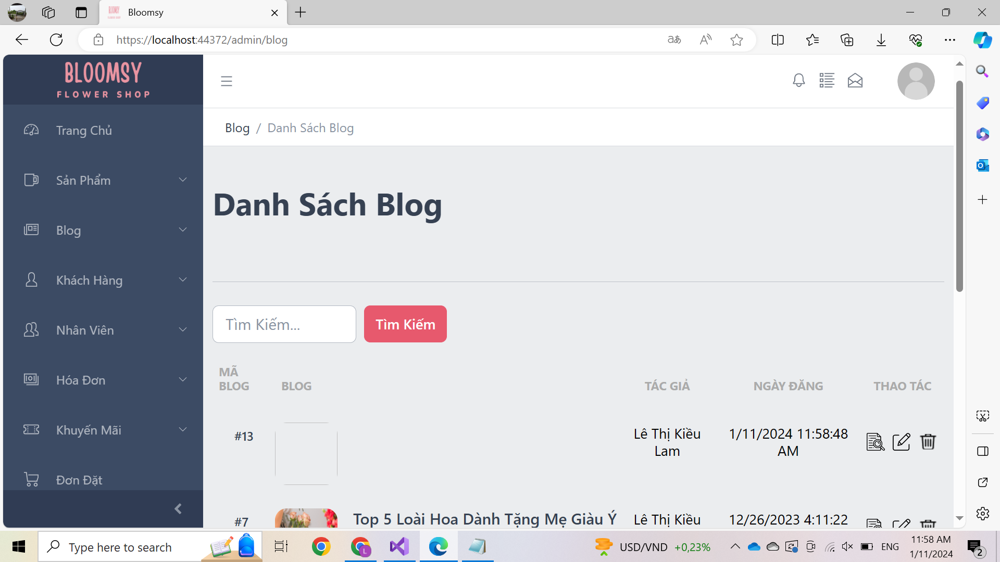 Bloomsy
https://localhost:44372/admin/blog
BLOOMSY
FLOWER SHOP
Trang Chủ
Sản Phẩm
Blog
Khách Hàng
Nhân Viên
Hóa Đơn
Khuyến Mãi
Đơn Đặt
Blog / Danh Sách Blog
Danh Sách Blog
Tìm Kiếm...
Tìm Kiếm
MÃ
BLOG
BLOG
TÁC GIẢ
NGÀY ĐĂNG
THAO TÁC
#13
Lê Thị Kiều
Lam
1/11/2024 11:58:48
AM
#7
Top 5 Loài Hoa Dành Tặng Mẹ Giàu Ý
Lê Thị Kiều
12/26/2023 4:11:22
Type here to search
L
USD/VND +0,23%
ENG
11:58 AM
1/11/2024
2